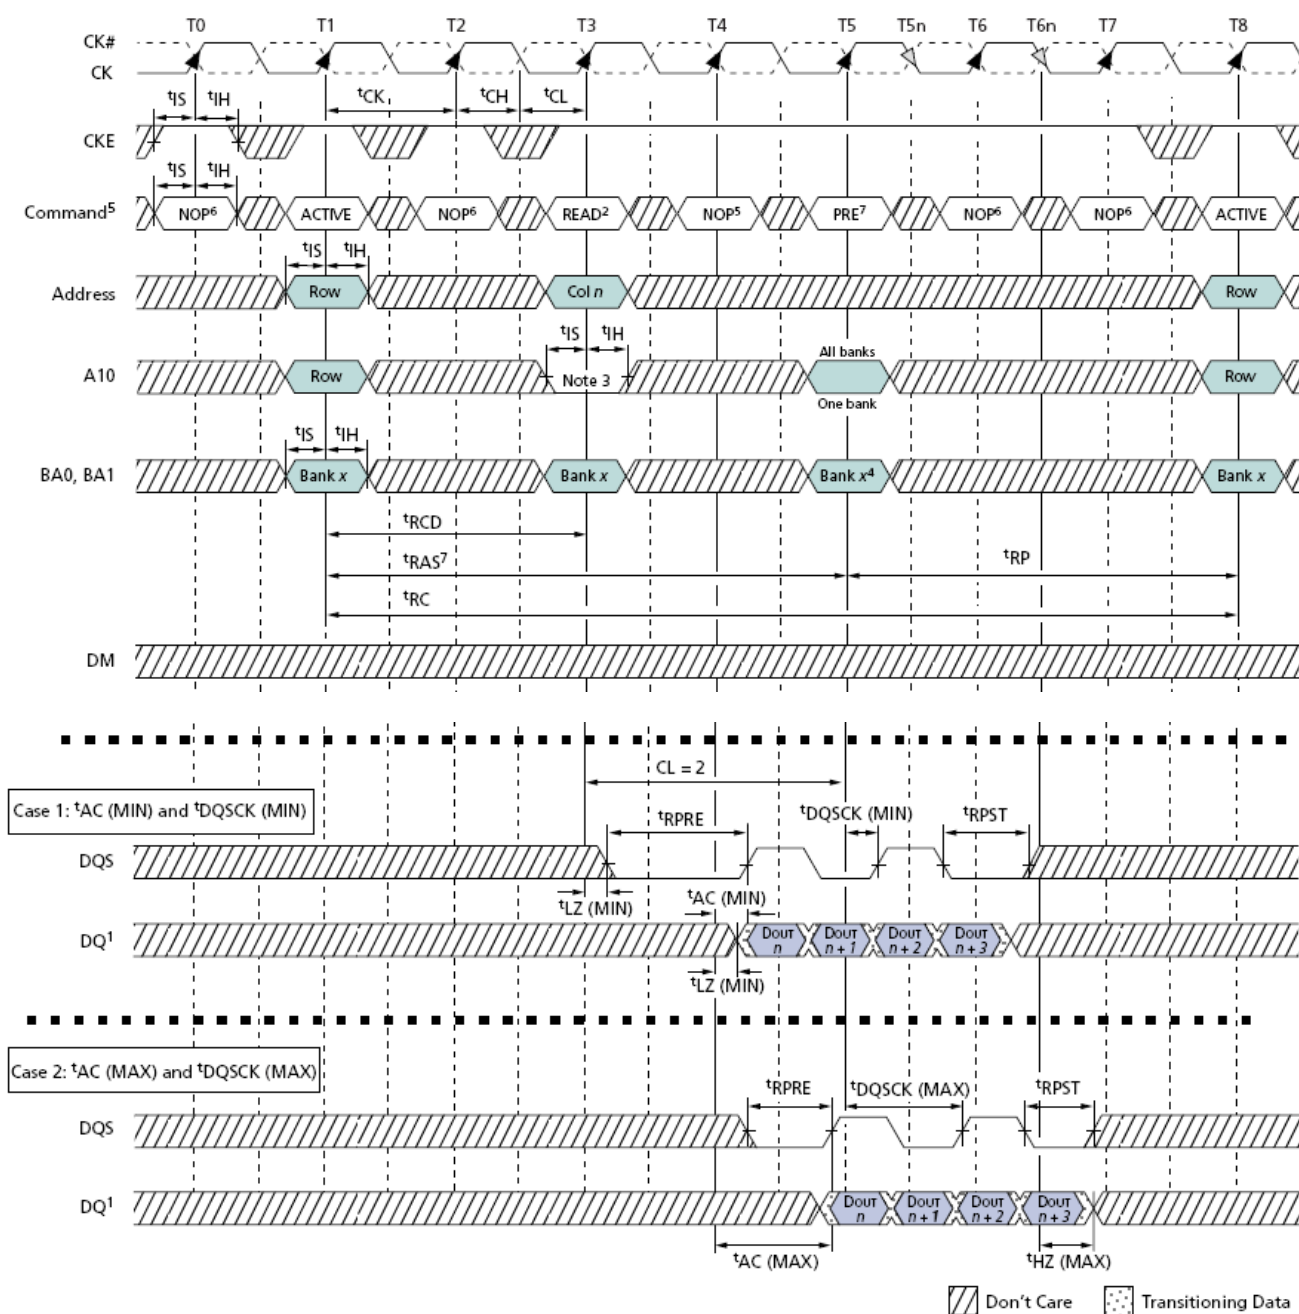 T0 T1 T2 T3 T4 T5 T5n T6 T6n T7 T8
CK#
CK
tIS tIH tCK tCH tCL
CKE
tIS tIH
Command5 NOP6 ACTIVE NOP6 READ2 NOP5 PRE7 NOP6 NOP6 ACTIVE
tIS tIH
Address Row Col n Row
tIS tIH
All banks
A10 Row Note 3 Row
One bank
tIS tIH
BA0, BA1 Bank x Bank x Bank x4 Bank x
tRCD
tRAS7 tRP
tRC
DM
CL = 2
Case 1: tAC (MIN) and tDQSCK (MIN)
tRPRE tDQSCK (MIN) tRPST
DQS
tLZ (MIN) tAC (MIN)
DQ1 DOUT n DOUT n + 1 DOUT n + 2 DOUT n + 3
tLZ (MIN)
Case 2: tAC (MAX) and tDQSCK (MAX)
tRPRE tDQSCK (MAX) tRPST
DQS
DQ1 DOUT n DOUT n + 1 DOUT n + 2 DOUT n + 3
tAC (MAX) tHZ (MAX)
Don't Care Transitioning Data